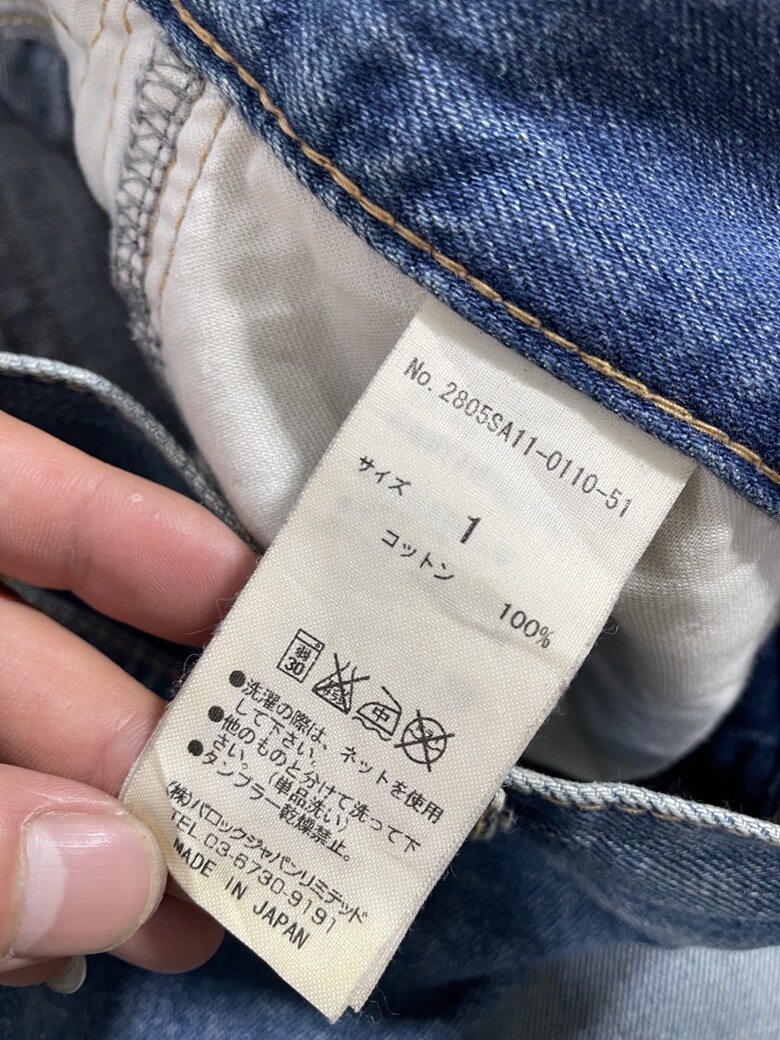 No.2805SA11-0110-51
サイズ 1
コットン 100%
弱 30 中
●洗濯の際は、ネットを使用
して下さい。
●他のものと分けて洗って下
さい。(単品洗い)
●タンブラー乾燥禁止。
(株)バロックジャパンリミテッド
TEL 03-6730-9191
MADE IN JAPAN